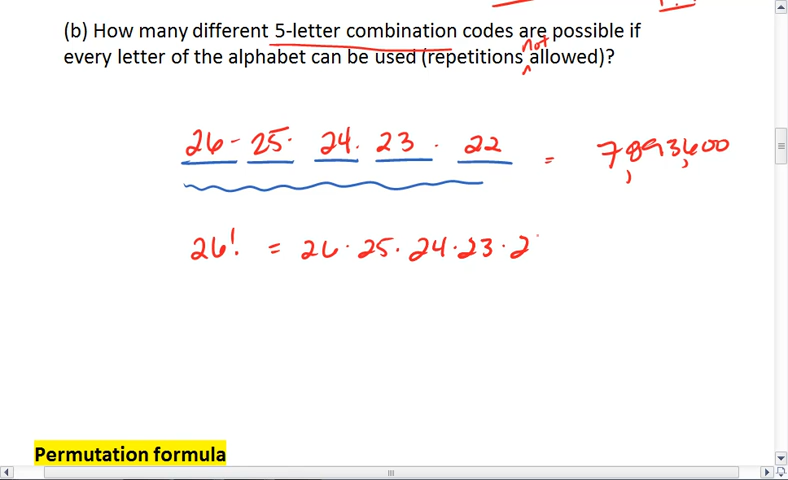 (b) How many different 5-letter combination codes are possible if
not
every letter of the alphabet can be used (repetitions allowed)?
26 · 25 · 24 · 23 · 22 = 7,893,600
26! = 26 · 25 · 24 · 23 · 2
Permutation formula